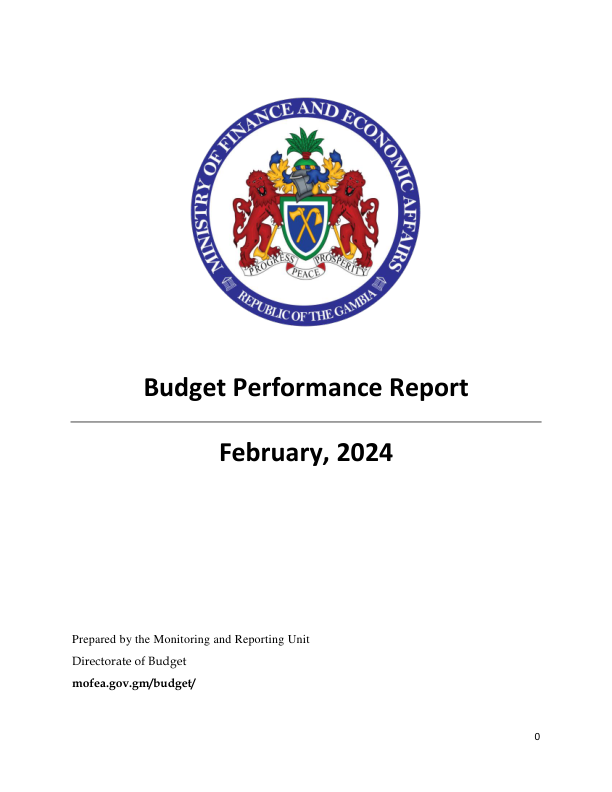 MINISTRY OF FINANCE AND ECONOMIC AFFAIRS
PROGRESS PEACE PROSPERITY
REPUBLIC OF THE GAMBIA
Budget Performance Report
February, 2024
Prepared by the Monitoring and Reporting Unit
Directorate of Budget
mofea.gov.gm/budget/
0